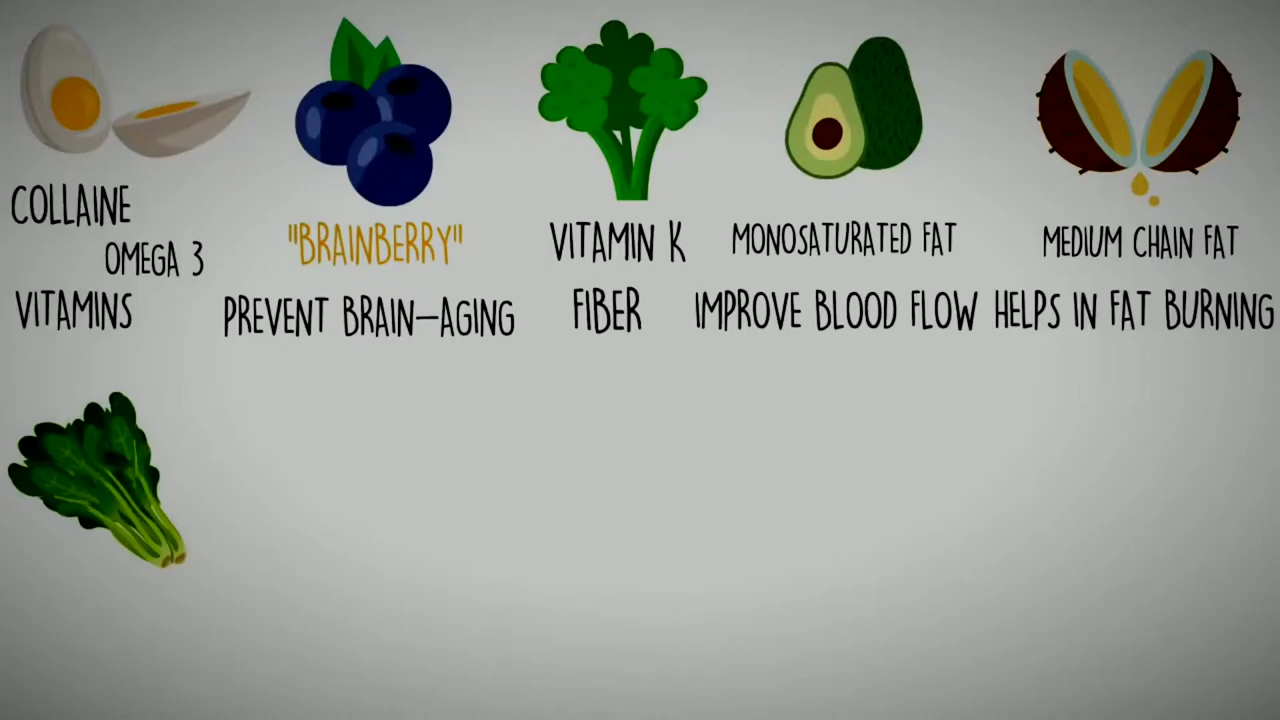 COLLAINE
OMEGA 3
VITAMINS
"BRAINBERRY"
PREVENT BRAIN-AGING
VITAMIN K
FIBER
MONOSATURATED FAT
IMPROVE BLOOD FLOW
MEDIUM CHAIN FAT
HELPS IN FAT BURNING